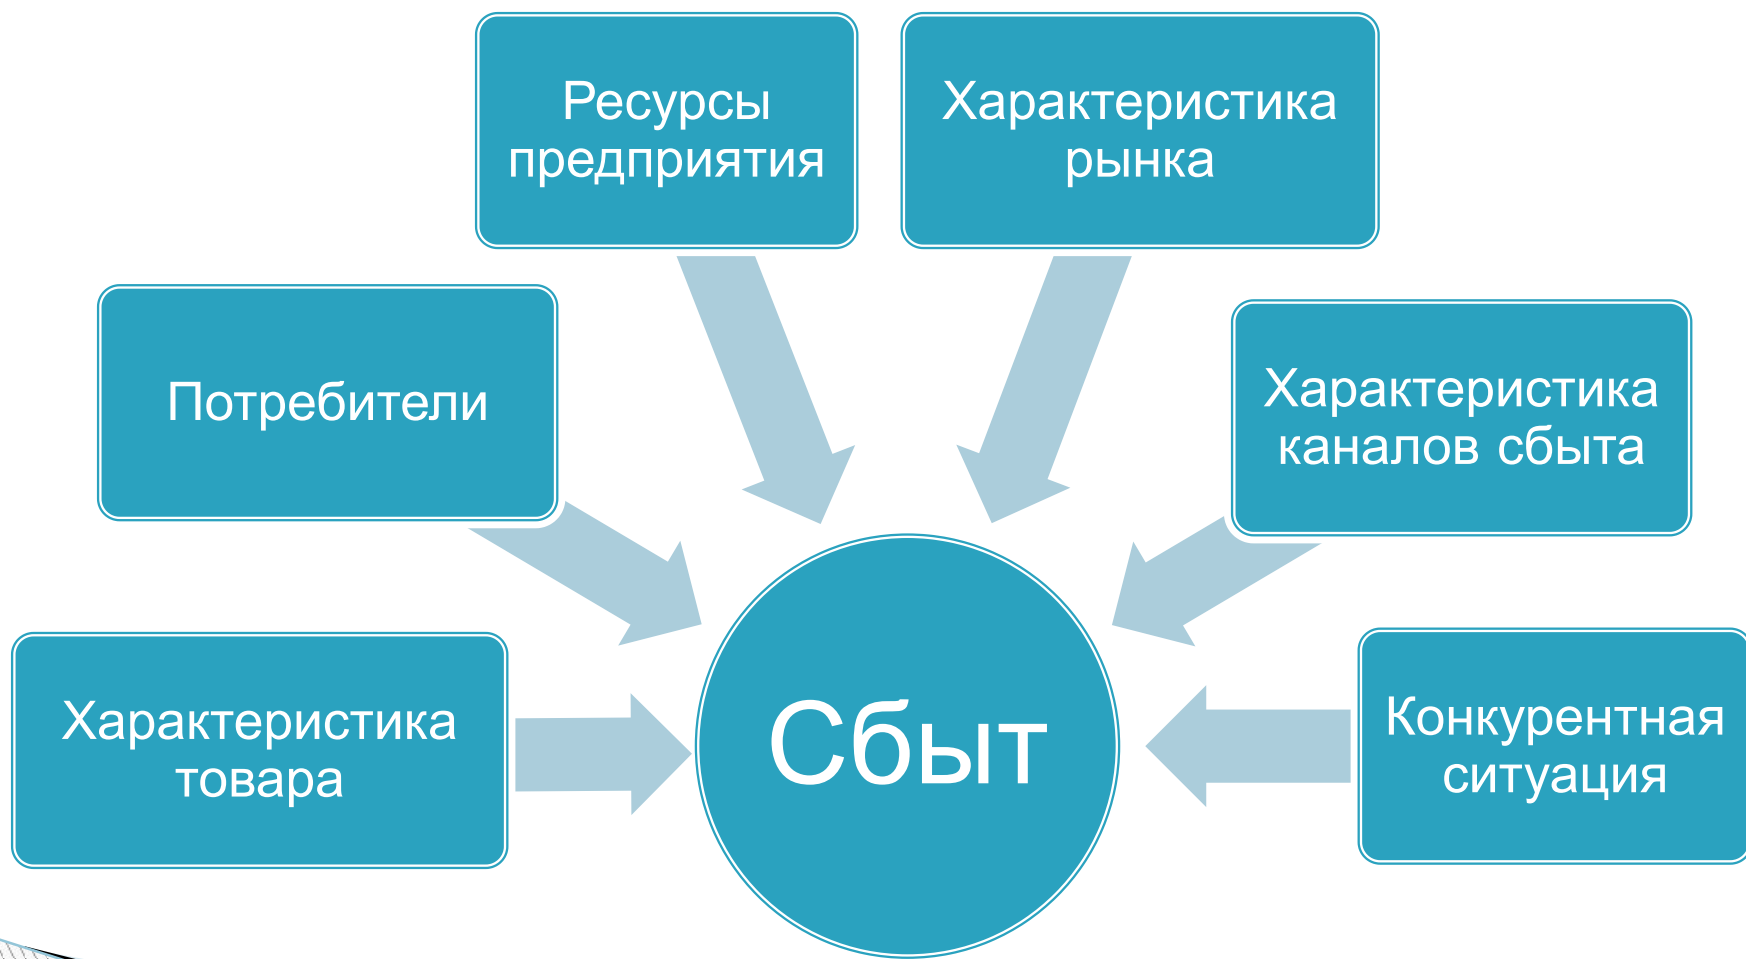 Ресурсы
предприятия
Характеристика
рынка
Потребители
Характеристика
каналов сбыта
Характеристика
товара
Сбыт
Конкурентная
ситуация